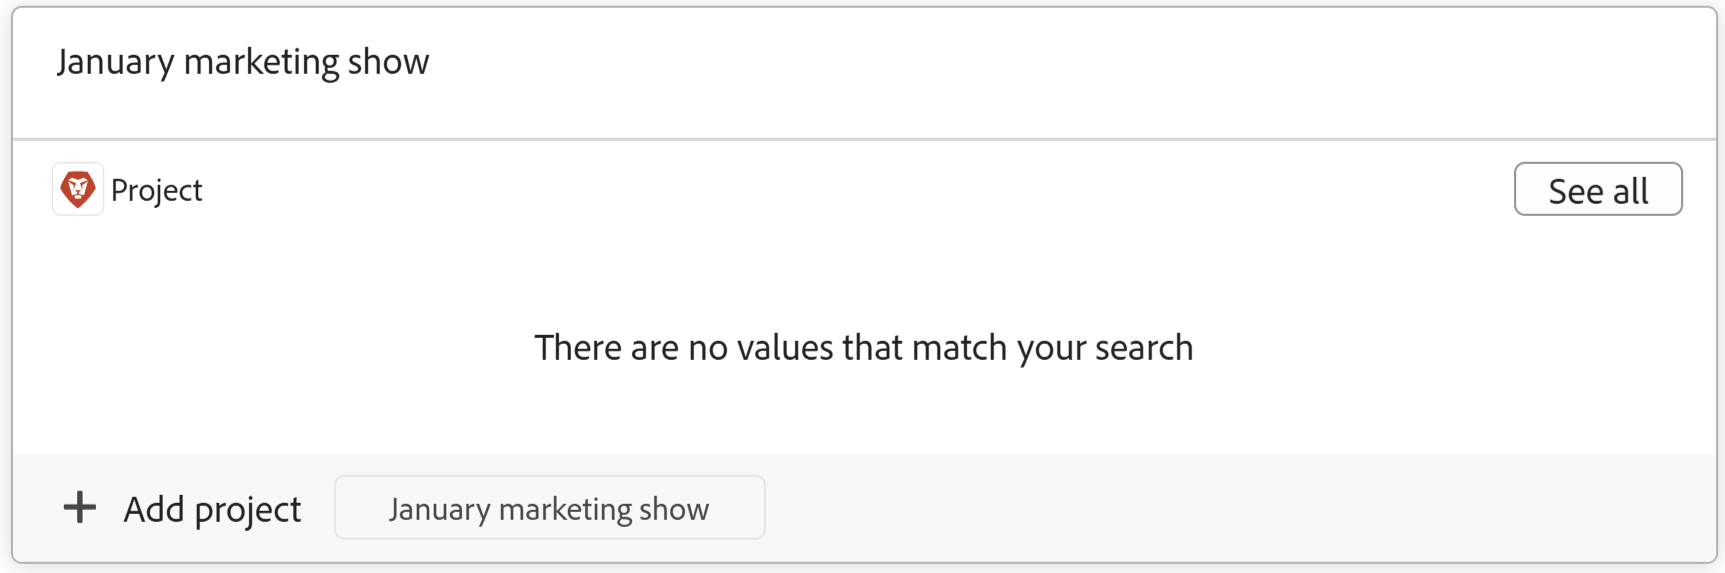 January marketing show
Project
See all
There are no values that match your search
Add project
January marketing show